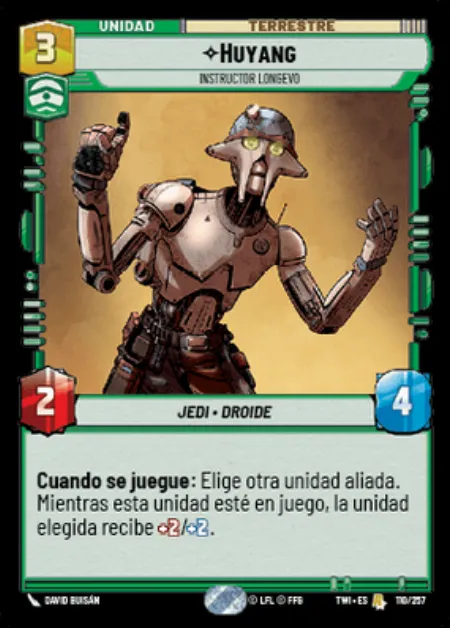 UNIDAD
TERRESTRE
3
HUYANG
INSTRUCTOR LONGEVO
2
JEDI • DROIDE
4
Cuando se juegue: Elige otra unidad aliada.
Mientras esta unidad esté en juego, la unidad
elegida recibe +2/+2.
DAVID BUISÁN
© LFL © FFG
TWI • ES
R
110/257